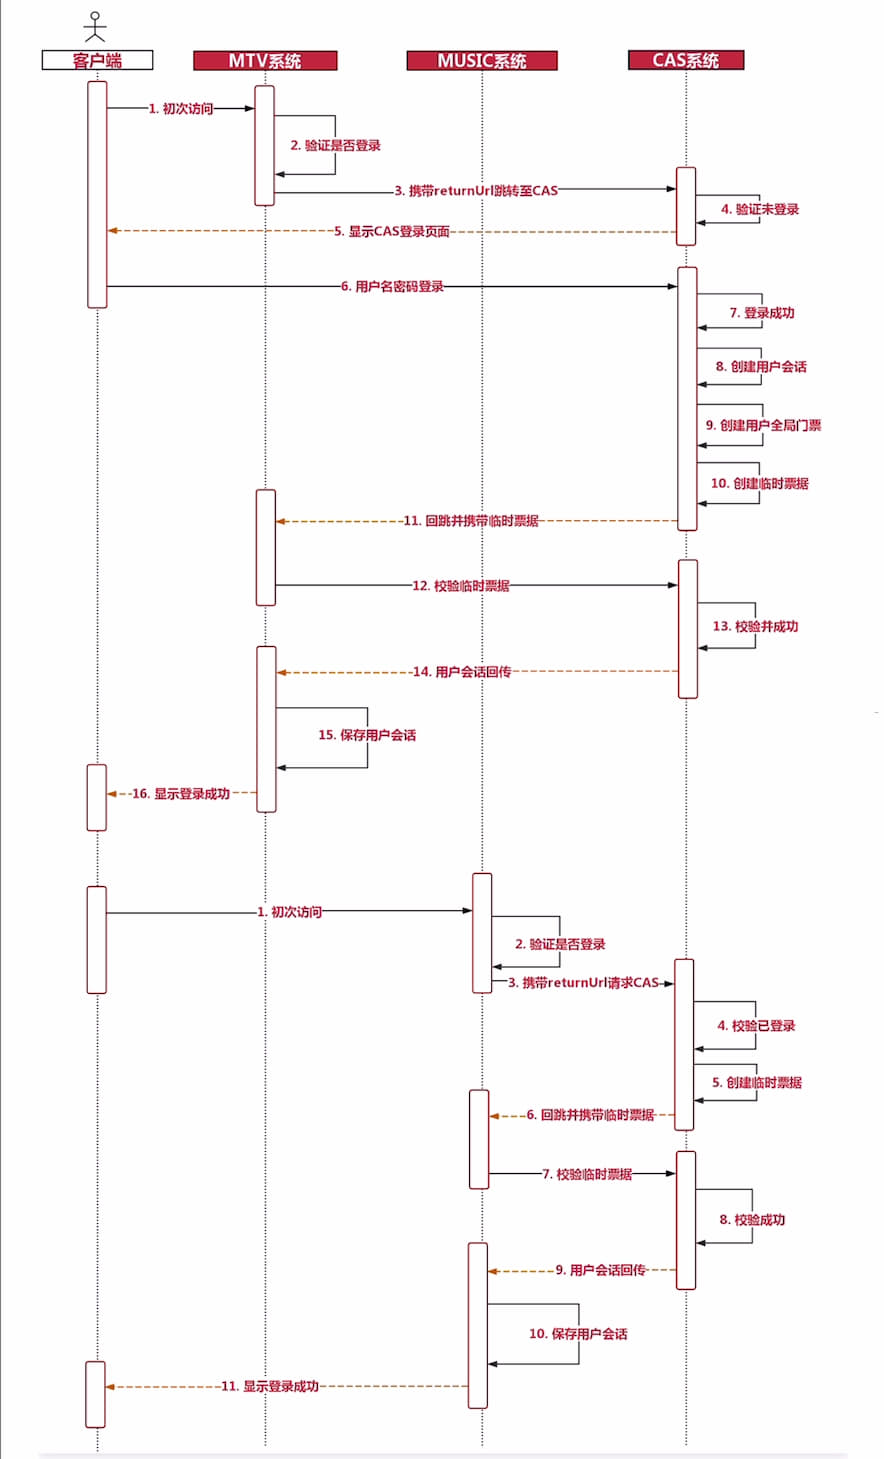 客户端
MTV系统
MUSIC系统
CAS系统
1. 初次访问
2. 验证是否登录
3. 携带returnUrl跳转至CAS
4. 验证未登录
5. 显示CAS登录页面
6. 用户名密码登录
7. 登录成功
8. 创建用户会话
9. 创建用户全局门票
10. 创建临时票据
11. 回跳并携带临时票据
12. 校验临时票据
13. 校验并成功
14. 用户会话回传
15. 保存用户会话
16. 显示登录成功
1. 初次访问
2. 验证是否登录
3. 携带returnUrl请求CAS
4. 校验已登录
5. 创建临时票据
6. 回跳并携带临时票据
7. 校验临时票据
8. 校验成功
9. 用户会话回传
10. 保存用户会话
11. 显示登录成功